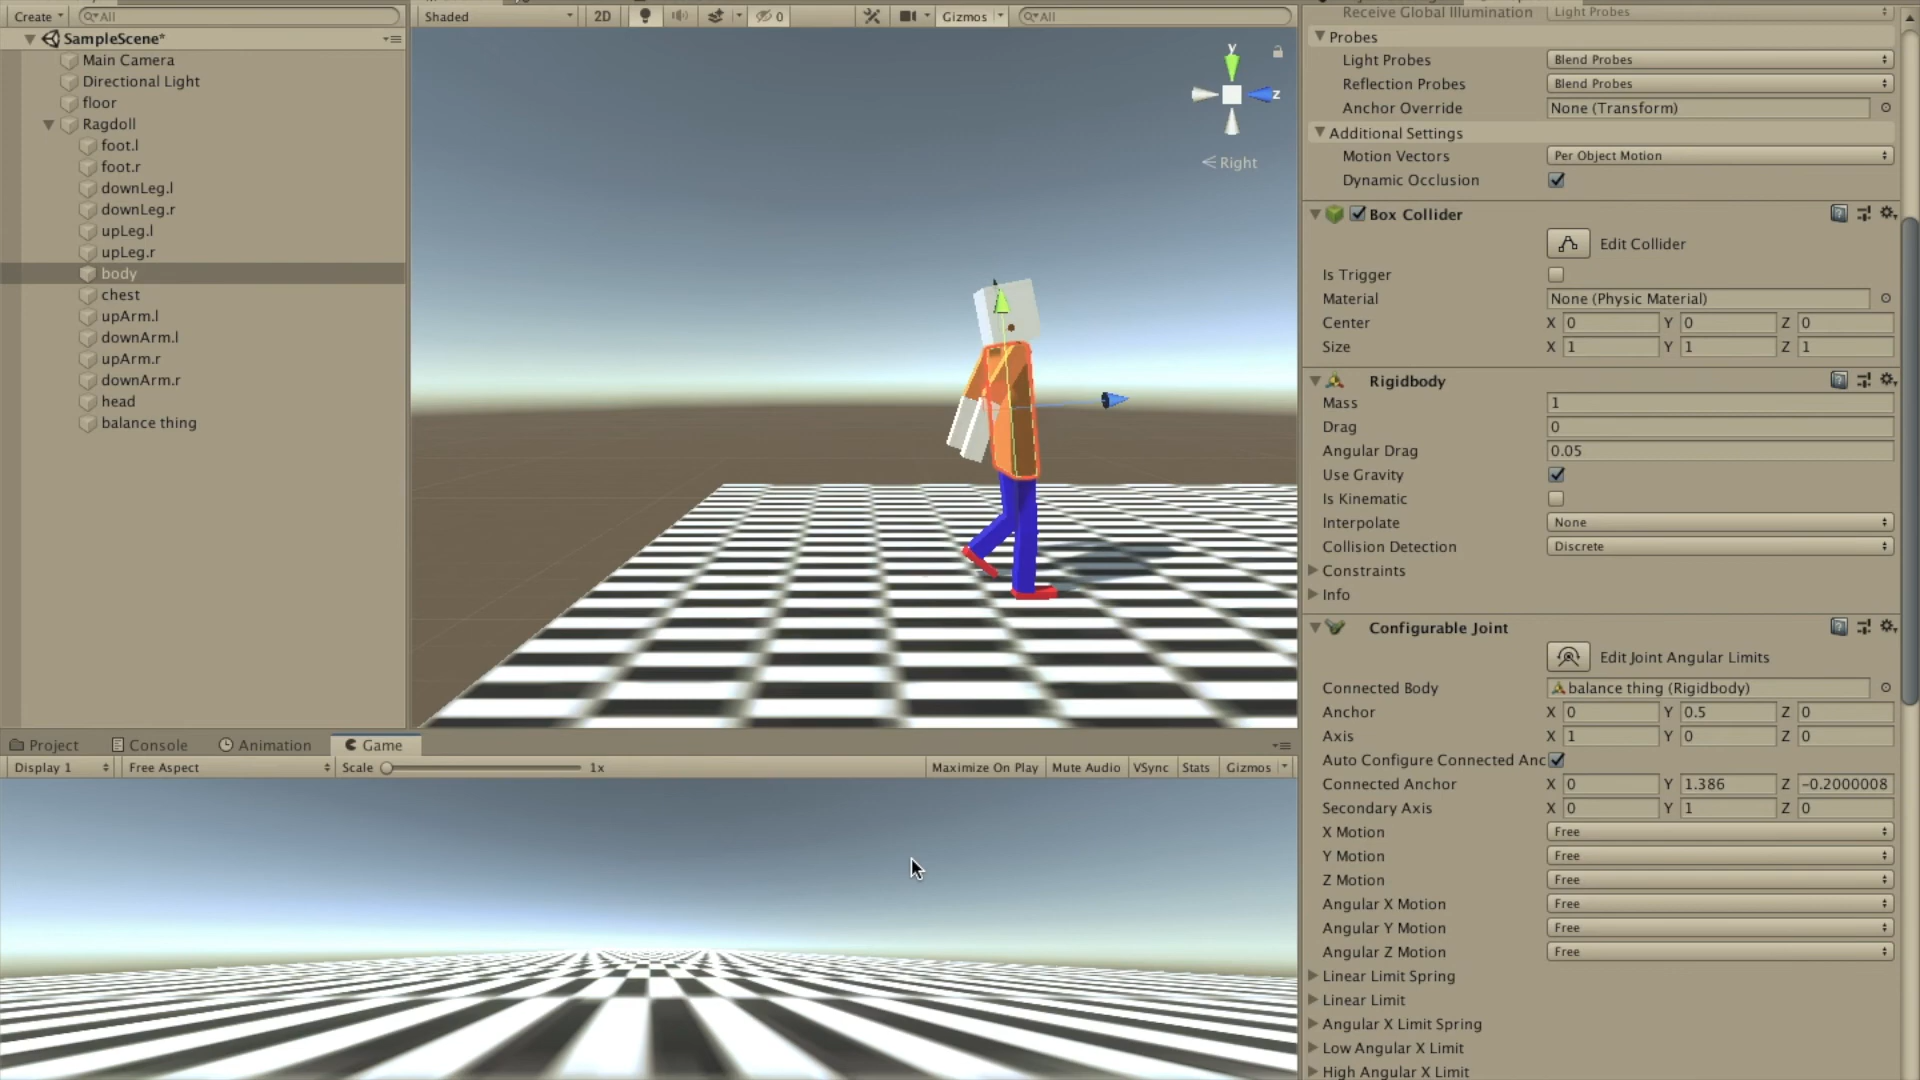 Create
All
SampleScene*
Main Camera
Directional Light
floor
Ragdoll
foot.l
foot.r
downLeg.l
downLeg.r
upLeg.l
upLeg.r
body
chest
upArm.l
downArm.l
upArm.r
downArm.r
head
balance thing
Shaded
2D
0
Gizmos
All
y
z
Right
Project
Console
Animation
Game
Display 1
Free Aspect
Scale
1x
Maximize On Play
Mute Audio
VSync
Stats
Gizmos
Receive Global Illumination Light Probes
Probes
Light Probes Blend Probes
Reflection Probes Blend Probes
Anchor Override None (Transform)
Additional Settings
Motion Vectors Per Object Motion
Dynamic Occlusion
Box Collider
Edit Collider
Is Trigger
Material None (Physic Material)
Center X 0 Y 0 Z 0
Size X 1 Y 1 Z 1
Rigidbody
Mass 1
Drag 0
Angular Drag 0.05
Use Gravity
Is Kinematic
Interpolate None
Collision Detection Discrete
Constraints
Info
Configurable Joint
Edit Joint Angular Limits
Connected Body balance thing (Rigidbody)
Anchor X 0 Y 0.5 Z 0
Axis X 1 Y 0 Z 0
Auto Configure Connected Anc
Connected Anchor X 0 Y 1.386 Z -0.2000008
Secondary Axis X 0 Y 1 Z 0
X Motion Free
Y Motion Free
Z Motion Free
Angular X Motion Free
Angular Y Motion Free
Angular Z Motion Free
Linear Limit Spring
Linear Limit
Angular X Limit Spring
Low Angular X Limit
High Angular X Limit